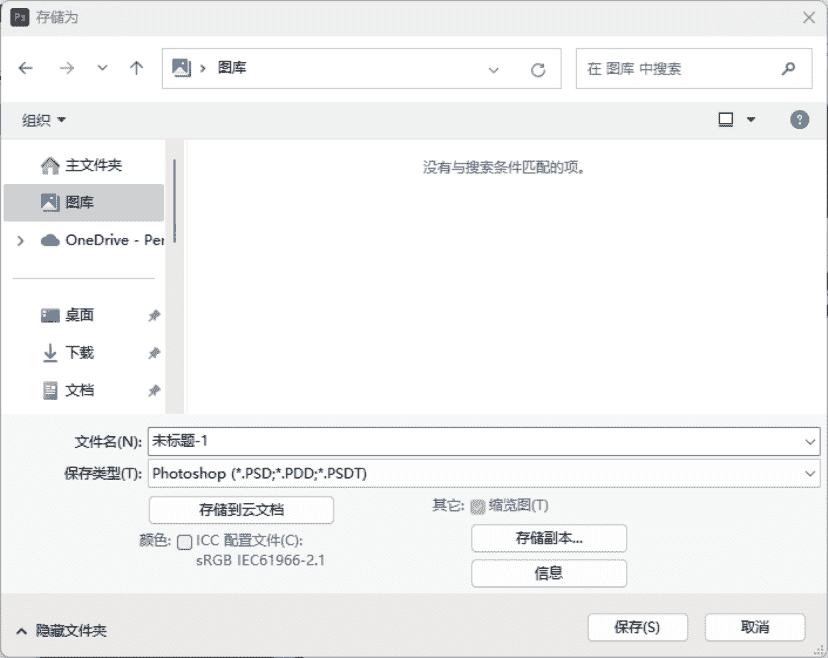 Ps 存储为
图库
在 图库 中搜索
组织
?
主文件夹
没有与搜索条件匹配的项。
图库
OneDrive - Per
桌面
下载
文档
文件名(N): 未标题-1
保存类型(T): Photoshop (*.PSD;*.PDD;*.PSDT)
存储到云文档
其它: 缩览图(T)
颜色: ICC 配置文件(C):
sRGB IEC61966-2.1
存储副本...
信息
隐藏文件夹
保存(S)
取消